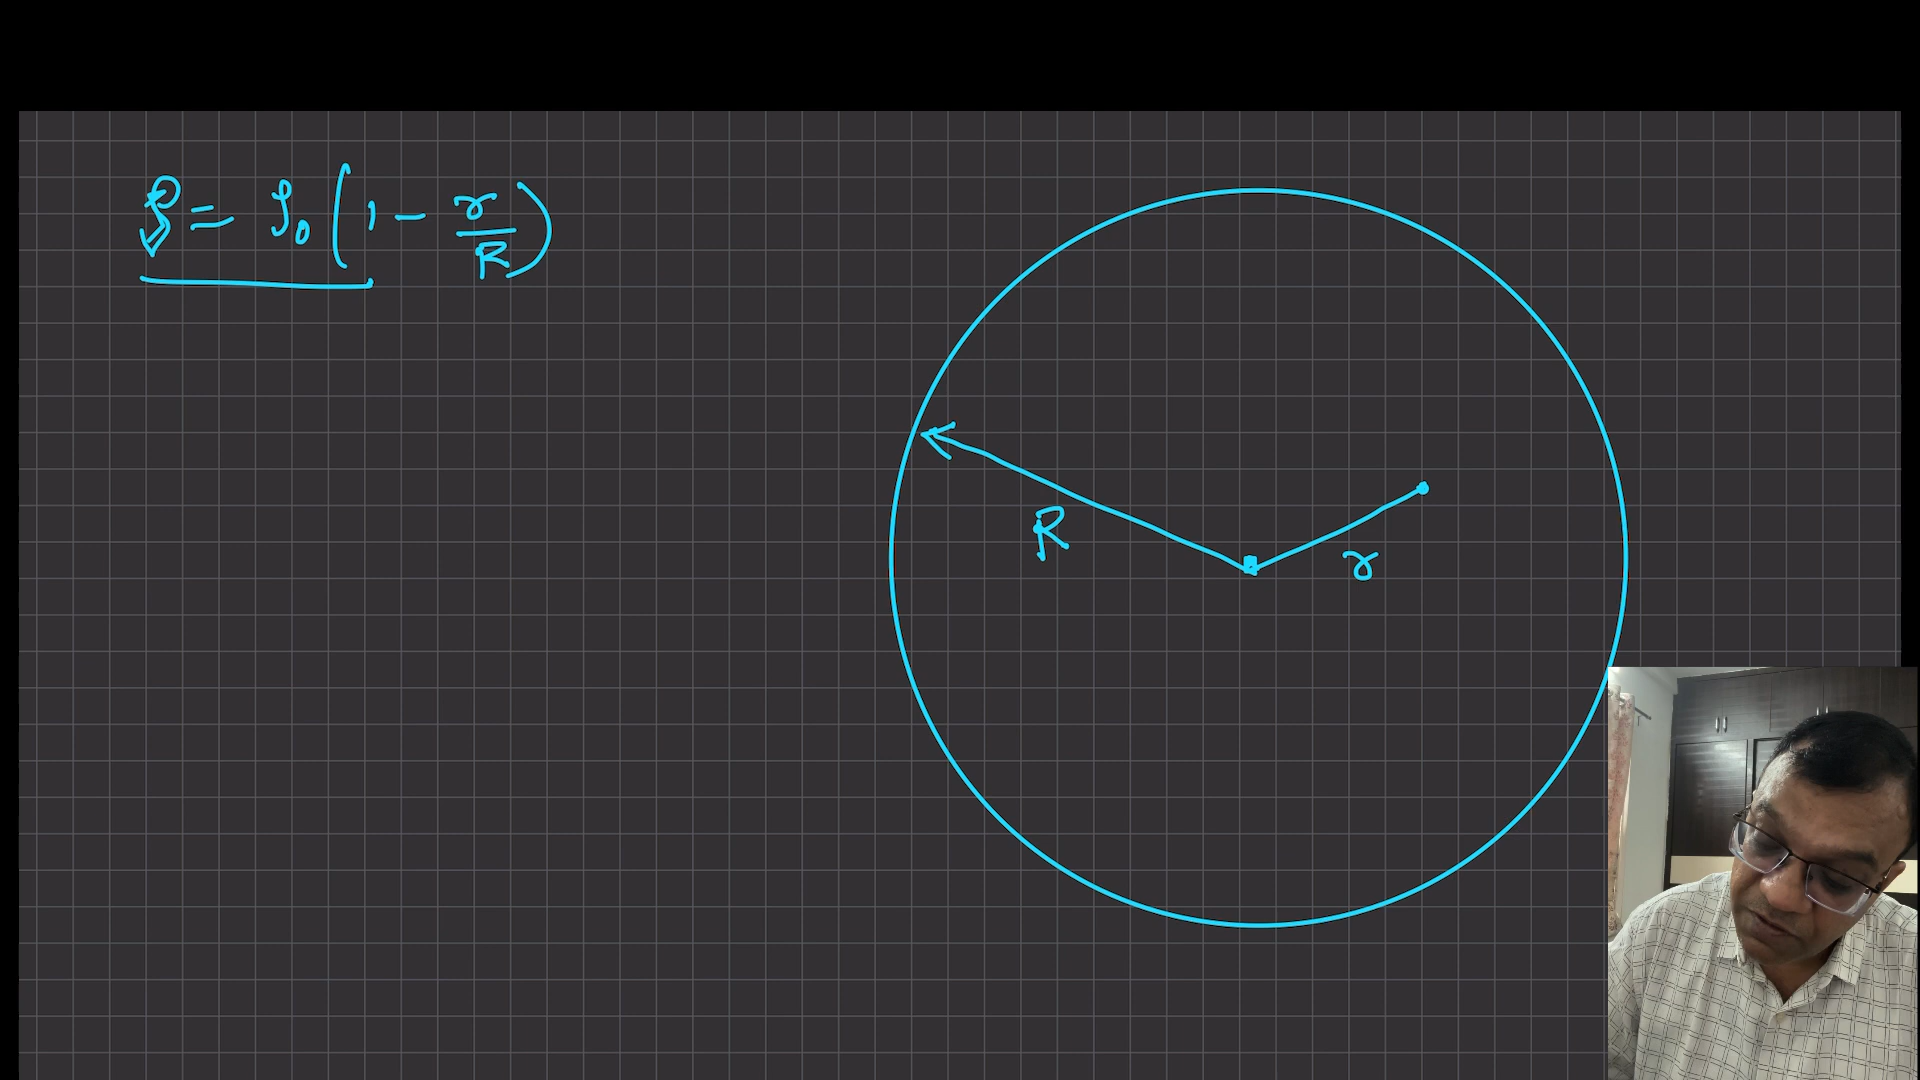 ρ = ρ₀ (1 - r/R)
R
r